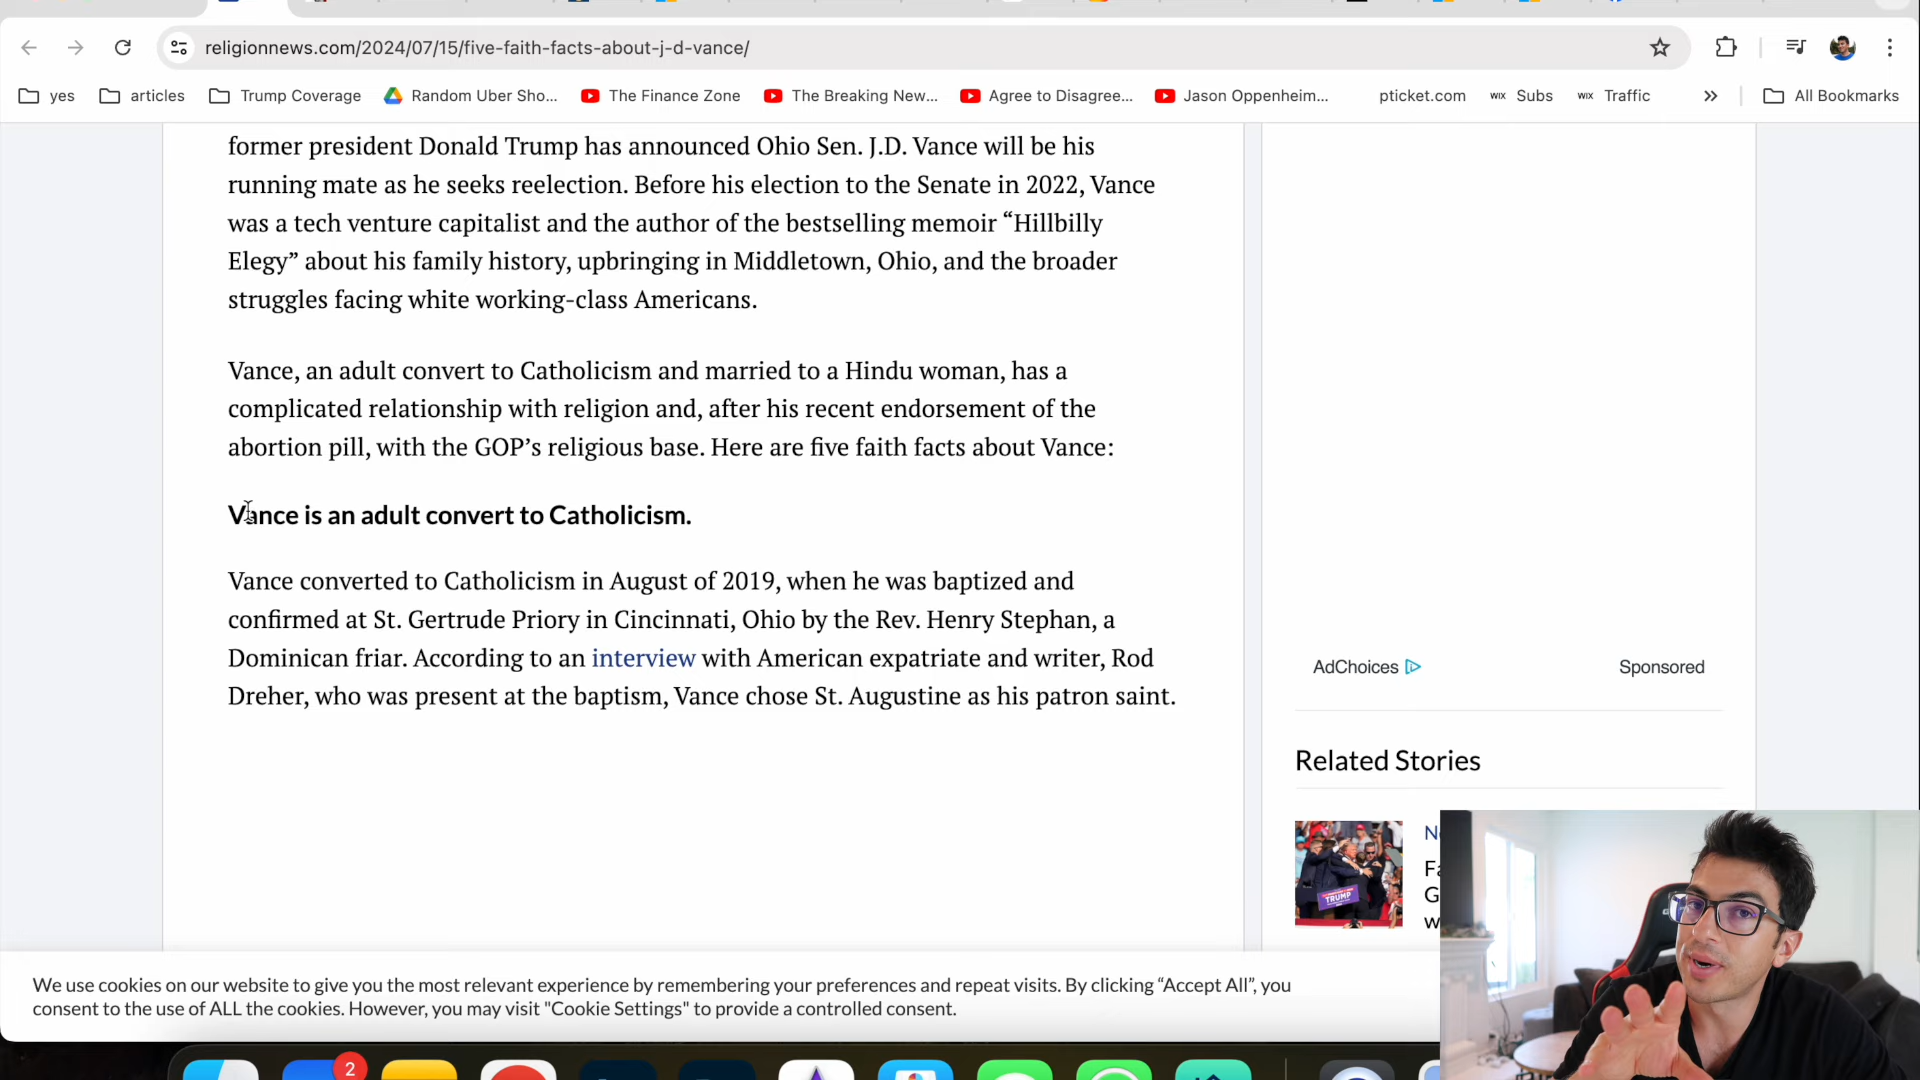 religionnews.com/2024/07/15/five-faith-facts-about-j-d-vance/
yes articles Trump Coverage Random Uber Sho... The Finance Zone The Breaking New... Agree to Disagree... Jason Oppenheim... pticket.com WIX Subs WIX Traffic » All Bookmarks
former president Donald Trump has announced Ohio Sen. J.D. Vance will be his
running mate as he seeks reelection. Before his election to the Senate in 2022, Vance
was a tech venture capitalist and the author of the bestselling memoir “Hillbilly
Elegy” about his family history, upbringing in Middletown, Ohio, and the broader
struggles facing white working-class Americans.
Vance, an adult convert to Catholicism and married to a Hindu woman, has a
complicated relationship with religion and, after his recent endorsement of the
abortion pill, with the GOP’s religious base. Here are five faith facts about Vance:
Vance is an adult convert to Catholicism.
Vance converted to Catholicism in August of 2019, when he was baptized and
confirmed at St. Gertrude Priory in Cincinnati, Ohio by the Rev. Henry Stephan, a
Dominican friar. According to an interview with American expatriate and writer, Rod
Dreher, who was present at the baptism, Vance chose St. Augustine as his patron saint.
AdChoices Sponsored
Related Stories
TRUMP
We use cookies on our website to give you the most relevant experience by remembering your preferences and repeat visits. By clicking “Accept All”, you
consent to the use of ALL the cookies. However, you may visit "Cookie Settings" to provide a controlled consent.
2